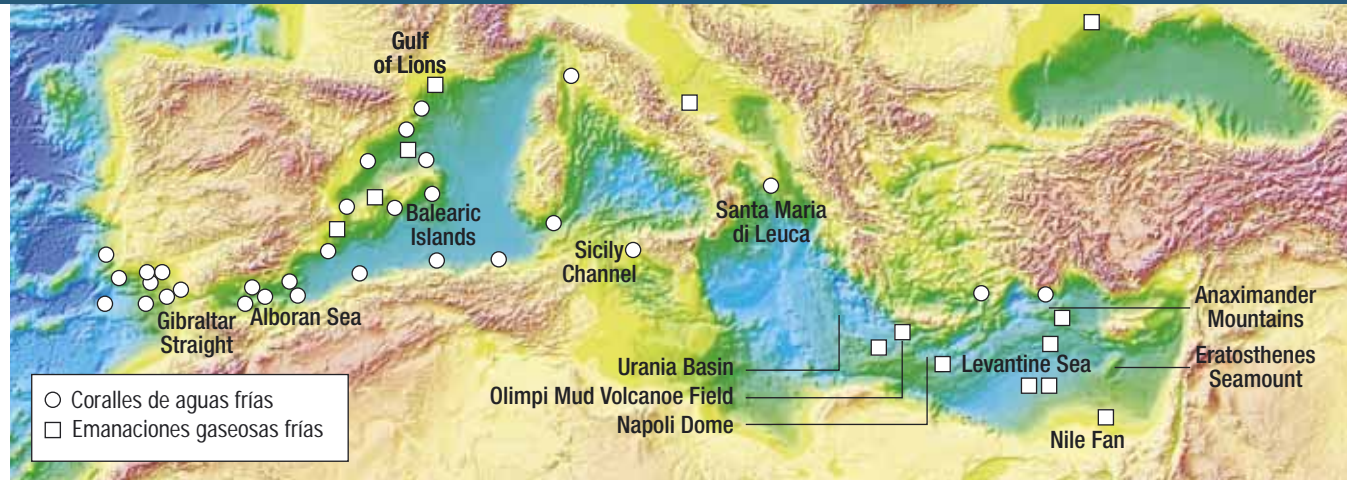 Gulf
of Lions
Balearic
Islands
Sicily
Channel
Santa Maria
di Leuca
Gibraltar
Straight
Alboran Sea
Anaximander
Mountains
Urania Basin
Levantine Sea
Eratosthenes
Seamount
Olimpi Mud Volcanoe Field
Napoli Dome
Nile Fan
Coralles de aguas frías
Emanaciones gaseosas frías